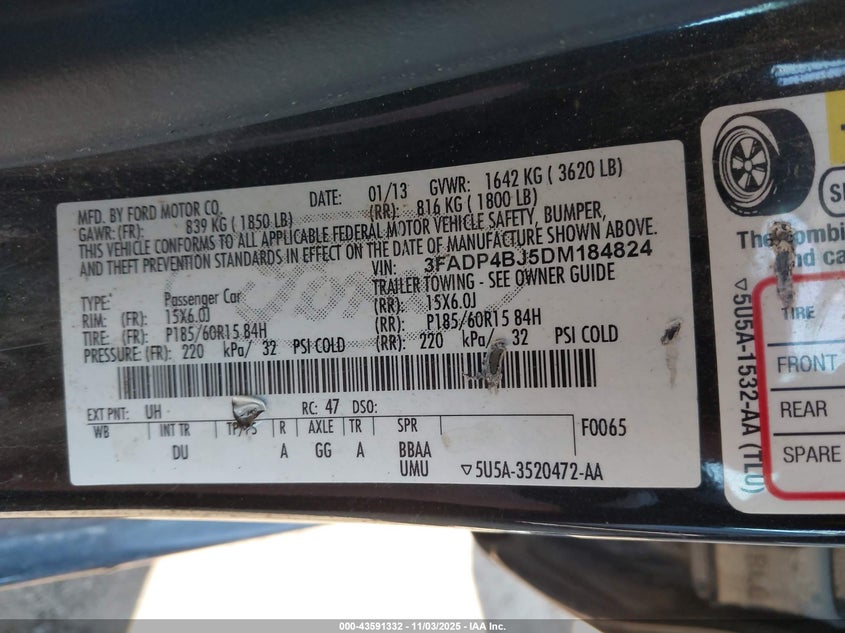 MFD. BY FORD MOTOR CO.
DATE: 01/13
GVWR: 1642 KG ( 3620 LB)
GAWR: (FR): 839 KG ( 1850 LB)
(RR): 816 KG ( 1800 LB)
THIS VEHICLE CONFORMS TO ALL APPLICABLE FEDERAL MOTOR VEHICLE SAFETY, BUMPER,
AND THEFT PREVENTION STANDARDS IN EFFECT ON THE DATE OF MANUFACTURE SHOWN ABOVE.
VIN: 3FADP4BJ5DM184824
TYPE: Passenger Car
TRAILER TOWING - SEE OWNER GUIDE
RIM: (FR): 15X6.0J
(RR): 15X6.0J
TIRE: (FR): P185/60R15 84H
(RR): P185/60R15 84H
PRESSURE: (FR): 220 kPa/ 32 PSI COLD
(RR): 220 kPa/ 32 PSI COLD
EXT PNT: UH
RC: 47 DSO:
WB INT TR R AXLE TR SPR
F0065
DU A GG A BBAA
UMU
▽5U5A-3520472-AA
▽5U5A-1532-AA (TLU)
TIRE
FRONT
REAR
SPARE
000-43591332 - 11/03/2025 - IAA Inc.